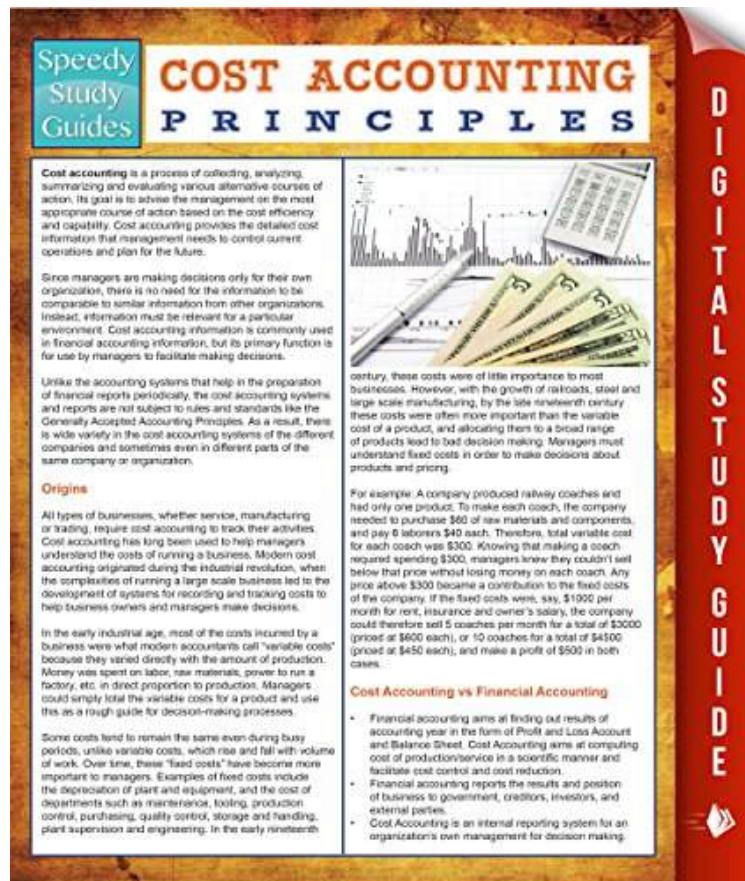 Speedy
Study
Guides
COST ACCOUNTING
PRINCIPLES
Cost accounting is a process of collecting, analyzing,
summarizing and evaluating various alternative courses of
action. Its goal is to advise the management on the most
appropriate course of action based on the cost efficiency
and capability. Cost accounting provides the detailed cost
information that management needs to control current
operations and plan for the future.
Since managers are making decisions only for their own
organization, there is no need for the information to be
comparable to similar information from other organizations.
Instead, information must be relevant for a particular
environment. Cost accounting information is commonly used
in financial accounting information, but its primary function is
for use by managers to facilitate making decisions.
Unlike the accounting systems that help in the preparation
of financial reports periodically, the cost accounting systems
and reports are not subject to rules and standards like the
Generally Accepted Accounting Principles. As a result, there
is wide variety in the cost accounting systems of the different
companies and sometimes even in different parts of the
same company or organization.
Origins
All types of businesses, whether service, manufacturing
or trading, require cost accounting to track their activities.
Cost accounting has long been used to help managers
understand the costs of running a business. Modern cost
accounting originated during the industrial revolution, when
the complexities of running a large scale business led to the
development of systems for recording and tracking costs to
help business owners and managers make decisions.
In the early industrial age, most of the costs incurred by a
business were what modern accountants call "variable costs"
because they varied directly with the amount of production.
Money was spent on labor, raw materials, power to run a
factory, etc. in direct proportion to production. Managers
could simply total the variable costs for a product and use
this as a rough guide for decision-making processes.
Some costs tend to remain the same even during busy
periods, unlike variable costs, which rise and fall with volume
of work. Over time, these "fixed costs" have become more
important to managers. Examples of fixed costs include
the depreciation of plant and equipment, and the cost of
departments such as maintenance, tooling, production
control, purchasing, quality control, storage and handling,
plant supervision and engineering. In the early nineteenth
century, these costs were of little importance to most
businesses. However, with the growth of railroads, steel and
large scale manufacturing, by the late nineteenth century
these costs were often more important than the variable
cost of a product, and allocating them to a broad range
of products lead to bad decision making. Managers must
understand fixed costs in order to make decisions about
products and pricing.
For example: A company produced railway coaches and
had only one product. To make each coach, the company
needed to purchase $60 of raw materials and components,
and pay 6 laborers $40 each. Therefore, total variable cost
for each coach was $300. Knowing that making a coach
required spending $300, managers knew they couldn't sell
below that price without losing money on each coach. Any
price above $300 became a contribution to the fixed costs
of the company. If the fixed costs were, say, $1000 per
month for rent, insurance and owner's salary, the company
could therefore sell 5 coaches per month for a total of $3000
(priced at $600 each), or 10 coaches for a total of $4500
(priced at $450 each), and make a profit of $500 in both
cases.
Cost Accounting vs Financial Accounting
• Financial accounting aims at finding out results of
accounting year in the form of Profit and Loss Account
and Balance Sheet. Cost Accounting aims at computing
cost of production/service in a scientific manner and
facilitate cost control and cost reduction.
• Financial accounting reports the results and position
of business to government, creditors, investors, and
external parties.
• Cost Accounting is an internal reporting system for an
organization's own management for decision making.
DIGITAL STUDY GUIDE